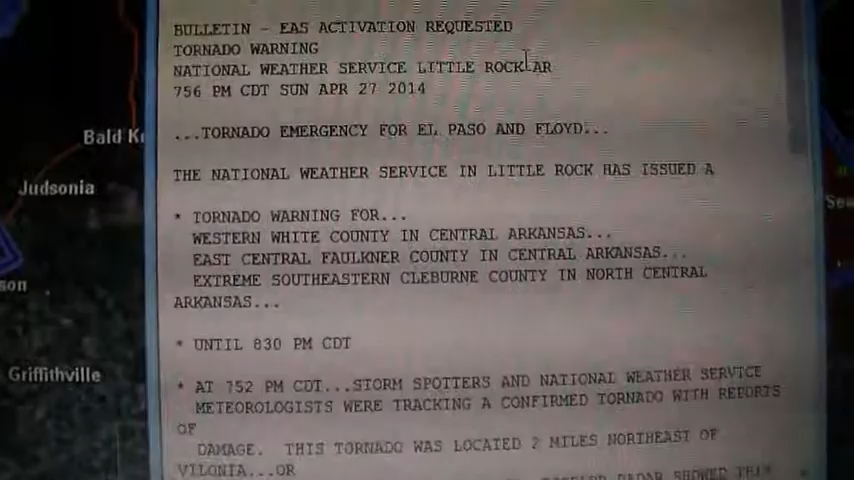 BULLETIN - EAS ACTIVATION REQUESTED
TORNADO WARNING
NATIONAL WEATHER SERVICE LITTLE ROCK AR
756 PM CDT SUN APR 27 2014
...TORNADO EMERGENCY FOR EL PASO AND FLOYD...
THE NATIONAL WEATHER SERVICE IN LITTLE ROCK HAS ISSUED A
* TORNADO WARNING FOR...
WESTERN WHITE COUNTY IN CENTRAL ARKANSAS...
EAST CENTRAL FAULKNER COUNTY IN CENTRAL ARKANSAS...
EXTREME SOUTHEASTERN CLEBURNE COUNTY IN NORTH CENTRAL
ARKANSAS...
* UNTIL 830 PM CDT
* AT 752 PM CDT...STORM SPOTTERS AND NATIONAL WEATHER SERVICE
METEOROLOGISTS WERE TRACKING A CONFIRMED TORNADO WITH REPORTS
OF
DAMAGE. THIS TORNADO WAS LOCATED 2 MILES NORTHEAST OF
VILONIA...OR
RADAR SHOWED
Bald K
Judsonia
son
Griffithville
Sea